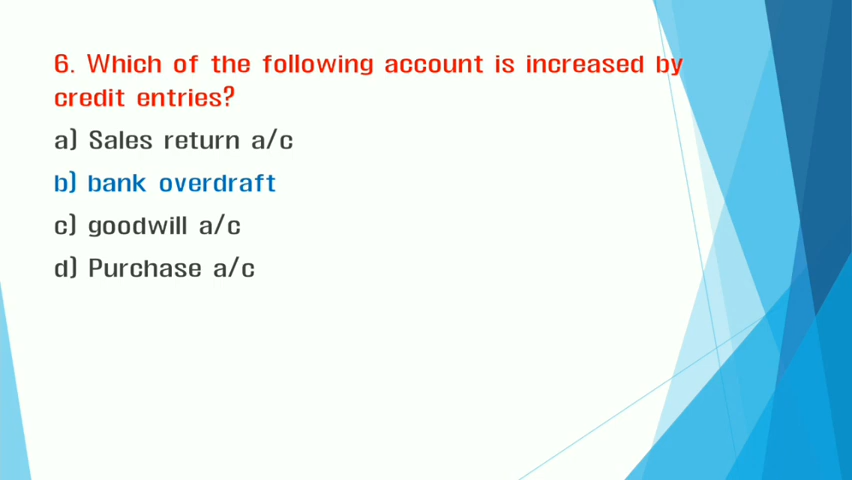 6. Which of the following account is increased by
credit entries?
a) Sales return a/c
b) bank overdraft
c) goodwill a/c
d) Purchase a/c